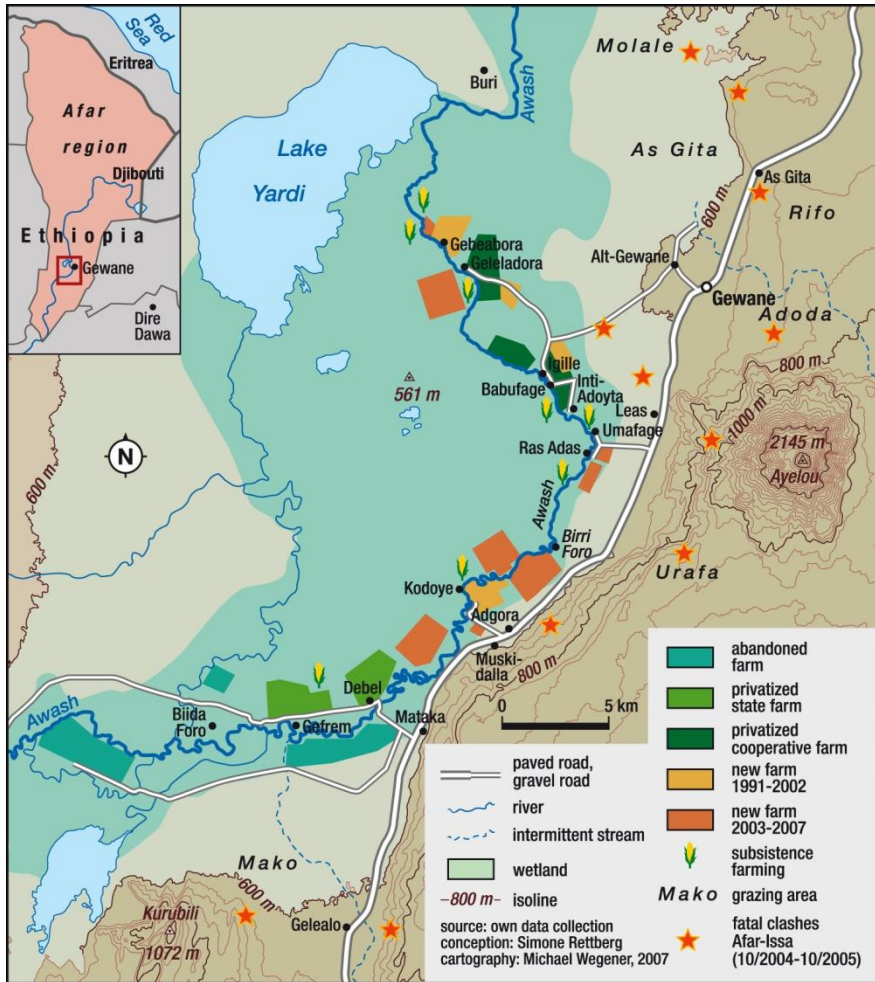 Red
Sea
Eritrea
Afar
region
Djibouti
Ethiopia
Gewane
Dire
Dawa
Buri
Awash
Molale
Lake
Yardi
As Gita
As Gita
600 m
Rifo
Gebeabora
Geleladora
Alt-Gewane
Gewane
Adoda
800 m
Igille
Babufage
Inti-
Adoyta
Leas
Umafage
561 m
1000 m
2145 m
Ayelou
N
600 m
Ras Adas
Awash
Birri
Foro
Urafa
Kodoye
Adgora
Muski-
dalla
800 m
Debel
Mataka
Awash
Biida
Foro
Gefrem
0
5 km
Mako
600 m
Kurubili
1072 m
Gelealo
abandoned
farm
privatized
state farm
privatized
cooperative farm
new farm
1991-2002
new farm
2003-2007
subsistence
farming
Mako
grazing area
fatal clashes
Afar-Issa
(10/2004-10/2005)
paved road,
gravel road
river
intermittent stream
wetland
-800 m- isoline
source: own data collection
conception: Simone Rettberg
cartography: Michael Wegener, 2007